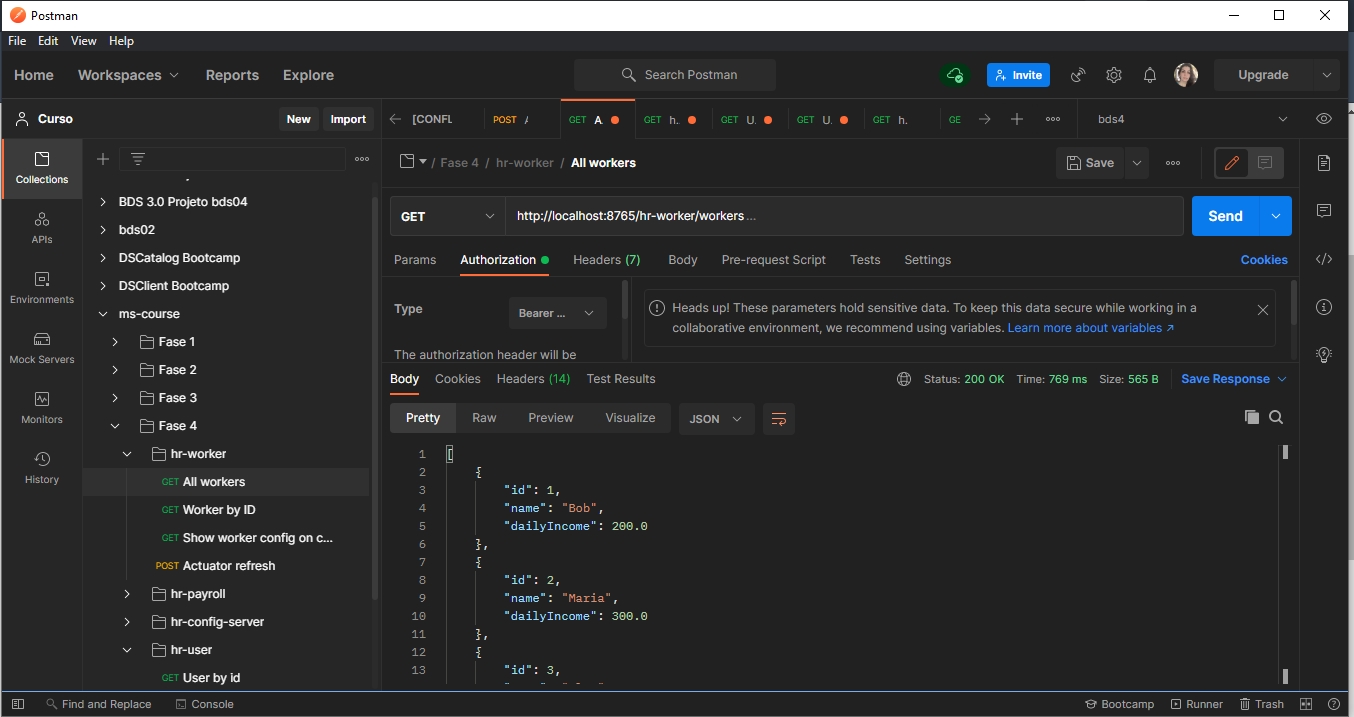 Postman
File Edit View Help
Home Workspaces Reports Explore Search Postman Invite Upgrade
Curso New Import
[CONFL POST GET A. GET h. GET U. GET U. GET h. GE ... bds4
Collections
APIs
Environments
Mock Servers
Monitors
History
BDS 3.0 Projeto bds04
bds02
DSCatalog Bootcamp
DSClient Bootcamp
ms-course
Fase 1
Fase 2
Fase 3
Fase 4
hr-worker
GET All workers
GET Worker by ID
GET Show worker config on c...
POST Actuator refresh
hr-payroll
hr-config-server
hr-user
GET User by id
/ Fase 4 / hr-worker / All workers Save
GET http://localhost:8765/hr-worker/workers ... Send
Params Authorization Headers (7) Body Pre-request Script Tests Settings Cookies
Type Bearer ...
The authorization header will be
Heads up! These parameters hold sensitive data. To keep this data secure while working in a
collaborative environment, we recommend using variables. Learn more about variables ↗
Body Cookies Headers (14) Test Results Status: 200 OK Time: 769 ms Size: 565 B Save Response
Pretty Raw Preview Visualize JSON
1 [
2 {
3 "id": 1,
4 "name": "Bob",
5 "dailyIncome": 200.0
6 },
7 {
8 "id": 2,
9 "name": "Maria",
10 "dailyIncome": 300.0
11 },
12 {
13 "id": 3,
Find and Replace Console Bootcamp Runner Trash